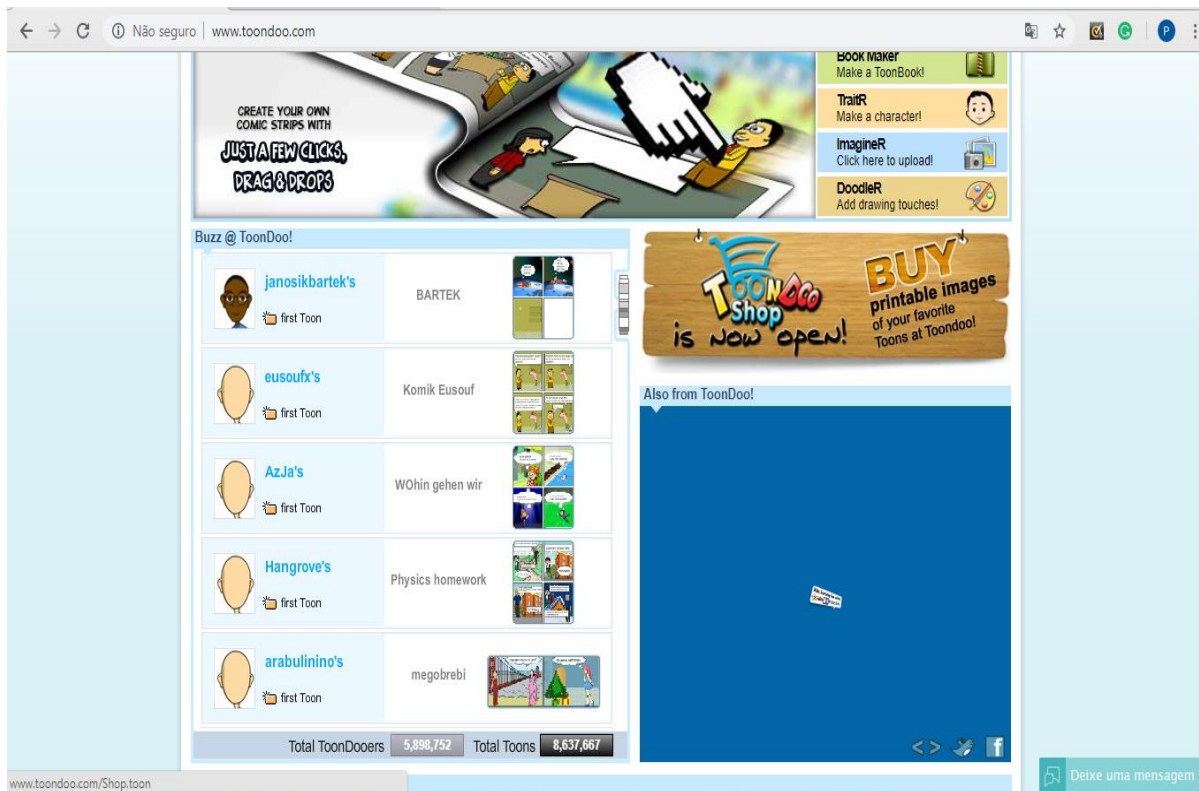 Não seguro
www.toondoo.com
P
CREATE YOUR OWN
COMIC STRIPS WITH
JUST A FEW CLICKS,
DRAG & DROPS
Book Maker
Make a ToonBook!
TraitR
Make a character!
ImagineR
Click here to upload!
DoodleR
Add drawing touches!
Buzz @ ToonDoo!
janosikbartek's
first Toon
BARTEK
eusoufx's
first Toon
Komik Eusouf
AzJa's
first Toon
WOhin gehen wir
Hangrove's
first Toon
Physics homework
arabulinino's
first Toon
megobrebi
Total ToonDooers 5,898,752 Total Toons 8,637,667
TOONDOO
Shop
is now open!
BUY
printable images
of your favorite
Toons at Toondoo!
Also from ToonDoo!
www.toondoo.com/Shop.toon
Deixe uma mensagem